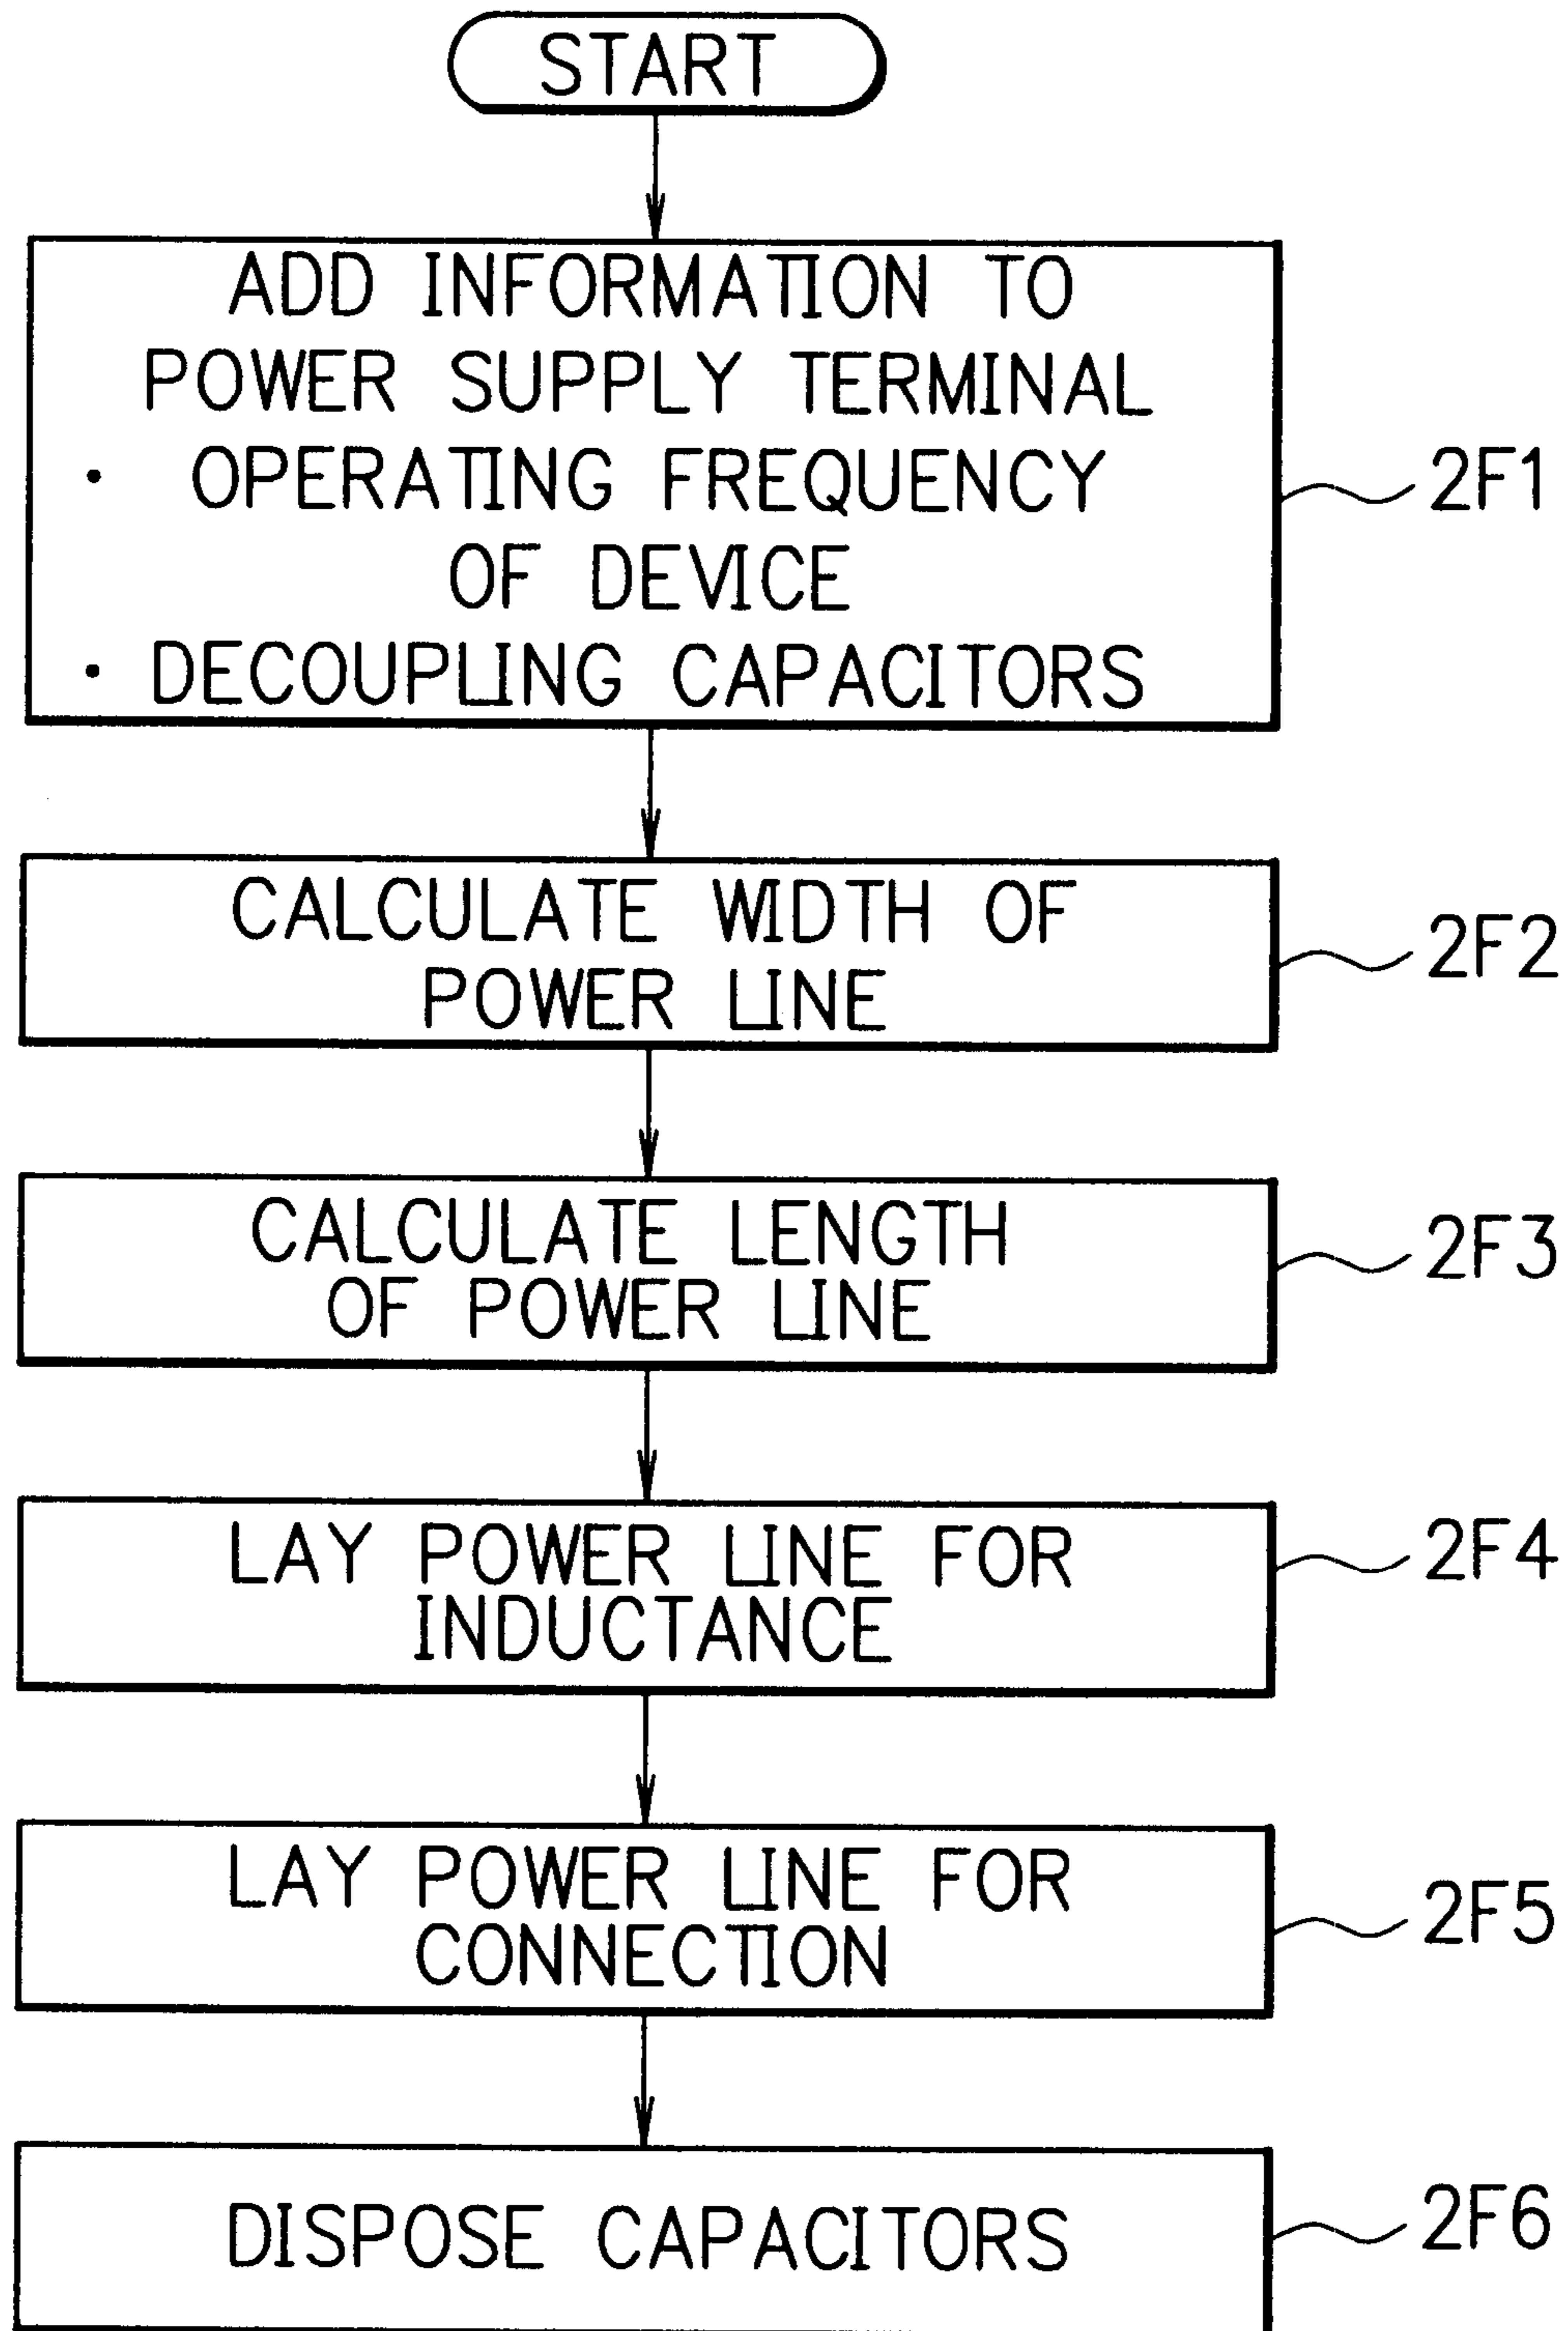 START
ADD INFORMATION TO
POWER SUPPLY TERMINAL
· OPERATING FREQUENCY
OF DEVICE
· DECOUPLING CAPACITORS
2F1
CALCULATE WIDTH OF
POWER LINE
2F2
CALCULATE LENGTH
OF POWER LINE
2F3
LAY POWER LINE FOR
INDUCTANCE
2F4
LAY POWER LINE FOR
CONNECTION
2F5
DISPOSE CAPACITORS
2F6